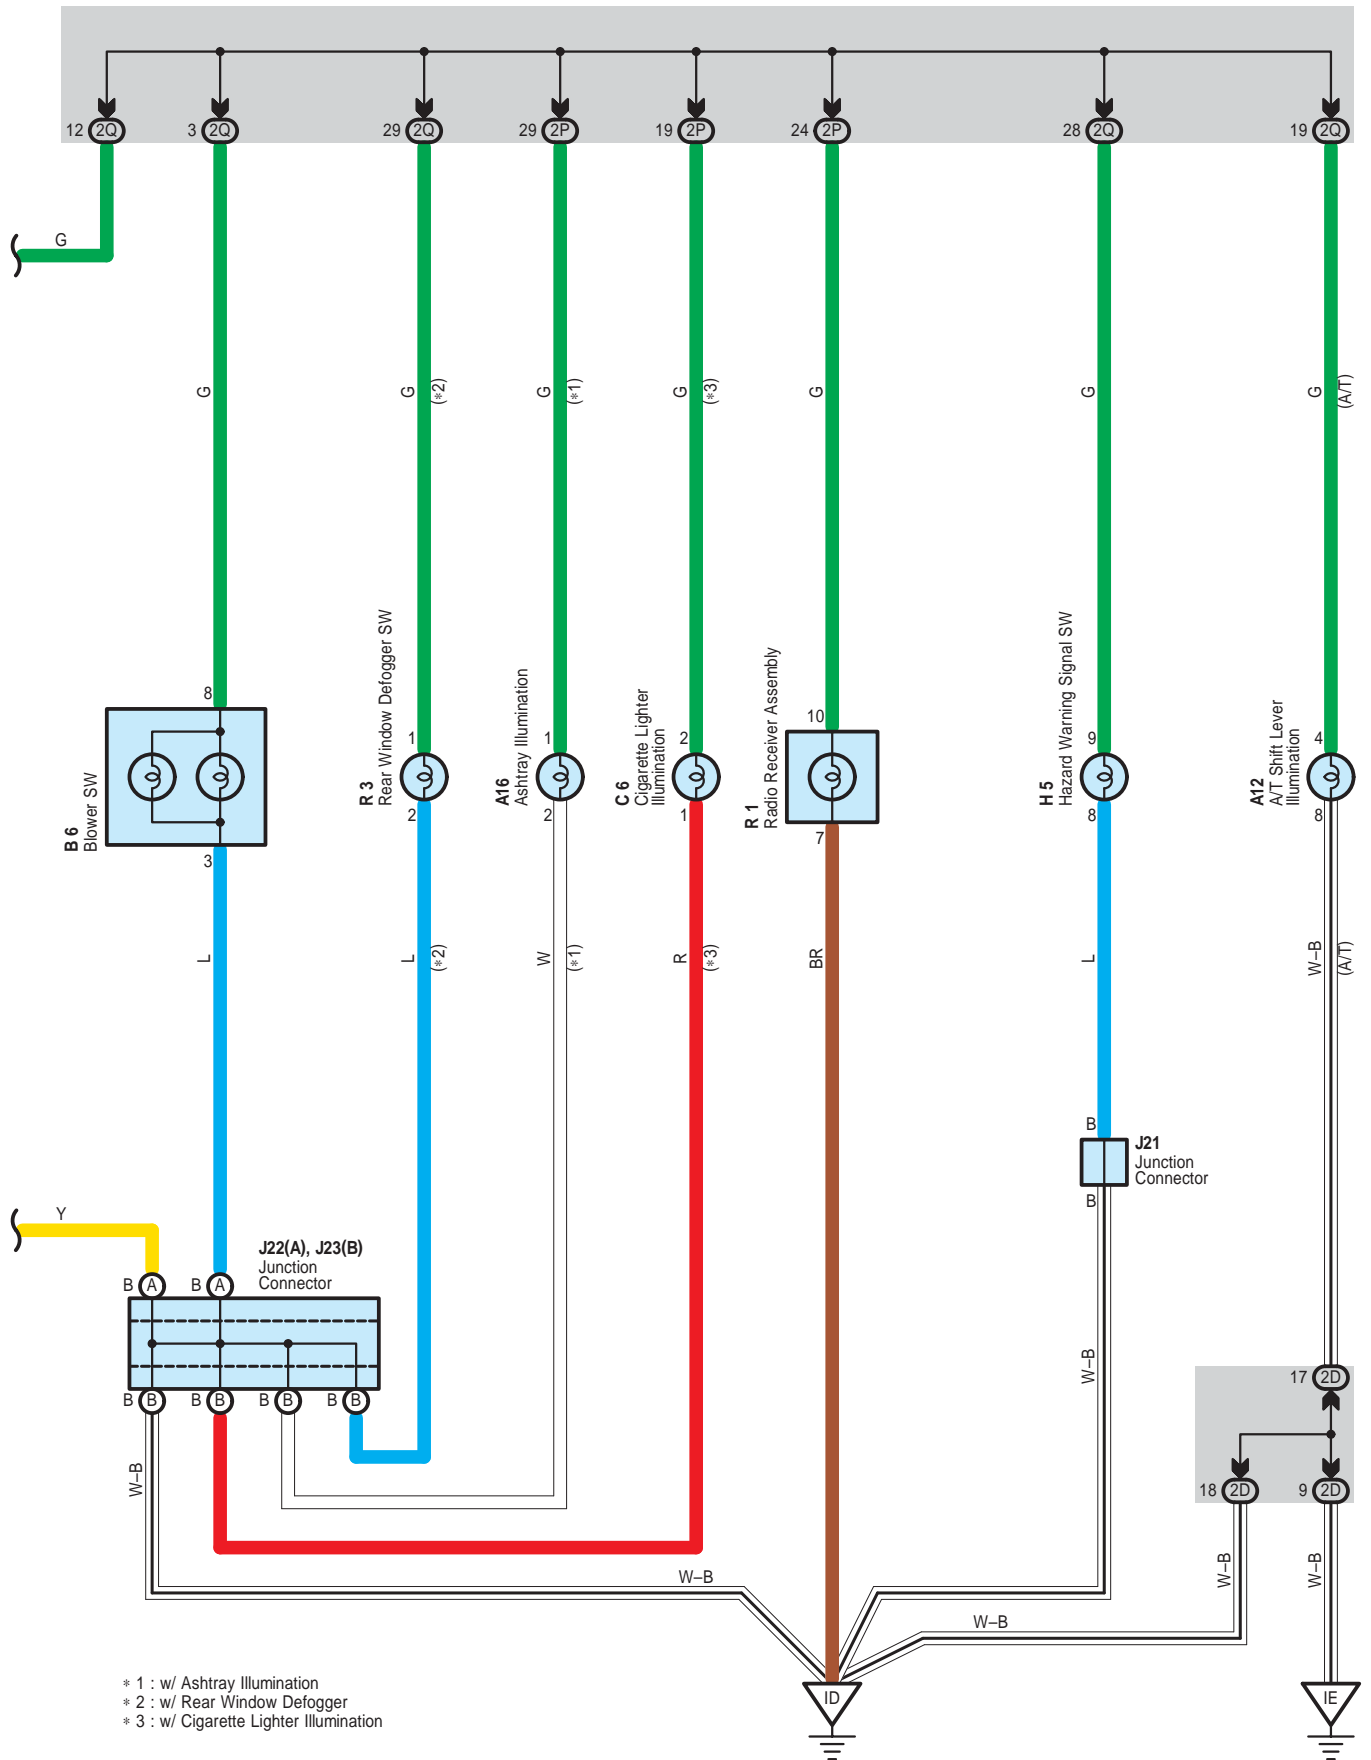 12 2Q 3 2Q 29 2Q 29 2P 19 2P 24 2P 28 2Q 19 2Q
G
G G (*2) G (*1) G (*3) G G G (A/T)
B 6
Blower SW
8
3
R 3
Rear Window Defogger SW
1
2
A16
Ashtray Illumination
1
2
C 6
Cigarette Lighter
Illumination
2
1
R 1
Radio Receiver Assembly
10
7
H 5
Hazard Warning Signal SW
9
8
A12
A/T Shift Lever
Illumination
4
8
L L (*2) W (*1) R (*3) BR L W–B (A/T)
B
J21
Junction
Connector
B
Y
J22(A), J23(B)
Junction
Connector
B A B A
B B B B B B B B
W–B
W–B
17 2D
18 2D 9 2D
W–B
W–B
W–B
W–B
ID
IE
* 1 : w/ Ashtray Illumination
* 2 : w/ Rear Window Defogger
* 3 : w/ Cigarette Lighter Illumination